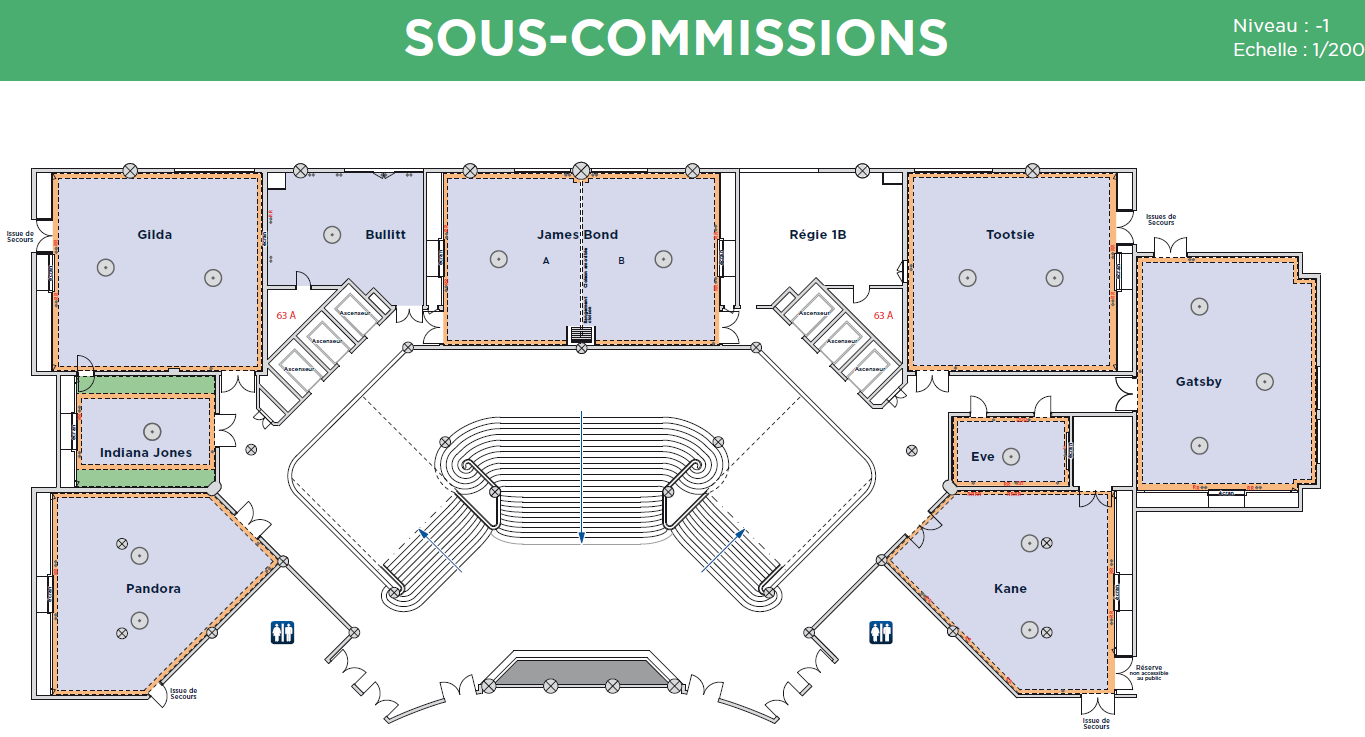 SOUS-COMMISSIONS
Niveau : -1
Echelle : 1/200
Issue de
Secours
Gilda
Bullitt
James Bond
A
B
Régie 1B
Tootsie
Issues de
Secours
63 A
Ascenseur
Ascenseur
Ascenseur
Ascenseur
Ascenseur
Ascenseur
63 A
Gatsby
Indiana Jones
Eve
écran
Pandora
Kane
Issue de
Secours
Réserve
non accessible
au public
Issue de
Secours